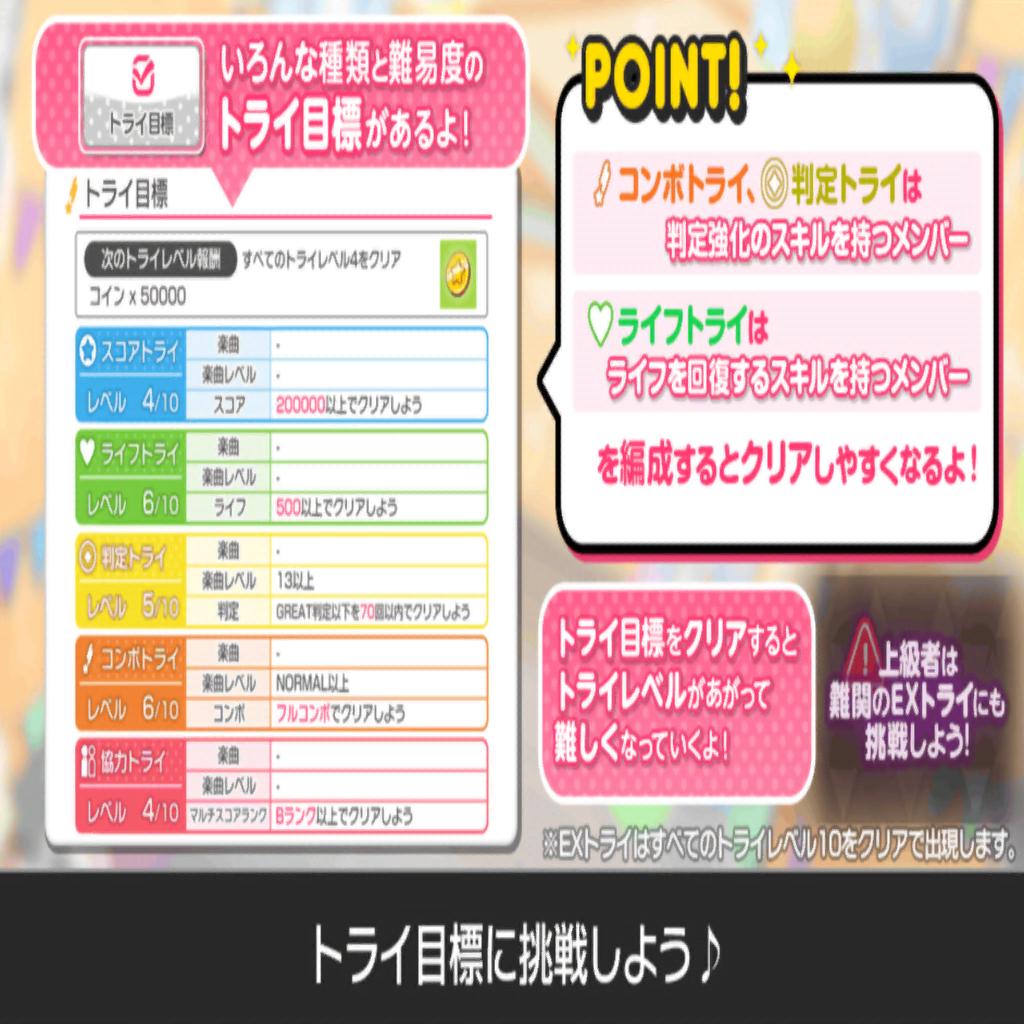 トライ目標
いろんな種類と難易度の
トライ目標があるよ!
トライ目標
次のトライレベル報酬 すべてのトライレベル4をクリア
コイン x 50000
スコアトライ
レベル 4/10
楽曲 -
楽曲レベル -
スコア 200000以上でクリアしよう
ライフトライ
レベル 6/10
楽曲 -
楽曲レベル -
ライフ 500以上でクリアしよう
判定トライ
レベル 5/10
楽曲 -
楽曲レベル 13以上
判定 GREAT判定以下を70回以内でクリアしよう
コンボトライ
レベル 6/10
楽曲 -
楽曲レベル NORMAL以上
コンボ フルコンボでクリアしよう
協力トライ
レベル 4/10
楽曲 -
楽曲レベル -
マルチスコアランク Bランク以上でクリアしよう
POINT!
コンボトライ、判定トライは
判定強化のスキルを持つメンバー
ライフトライは
ライフを回復するスキルを持つメンバー
を編成するとクリアしやすくなるよ!
トライ目標をクリアすると
トライレベルがあがって
難しくなっていくよ!
上級者は
難関のEXトライにも
挑戦しよう!
※EXトライはすべてのトライレベル10をクリアで出現します。
トライ目標に挑戦しよう♪